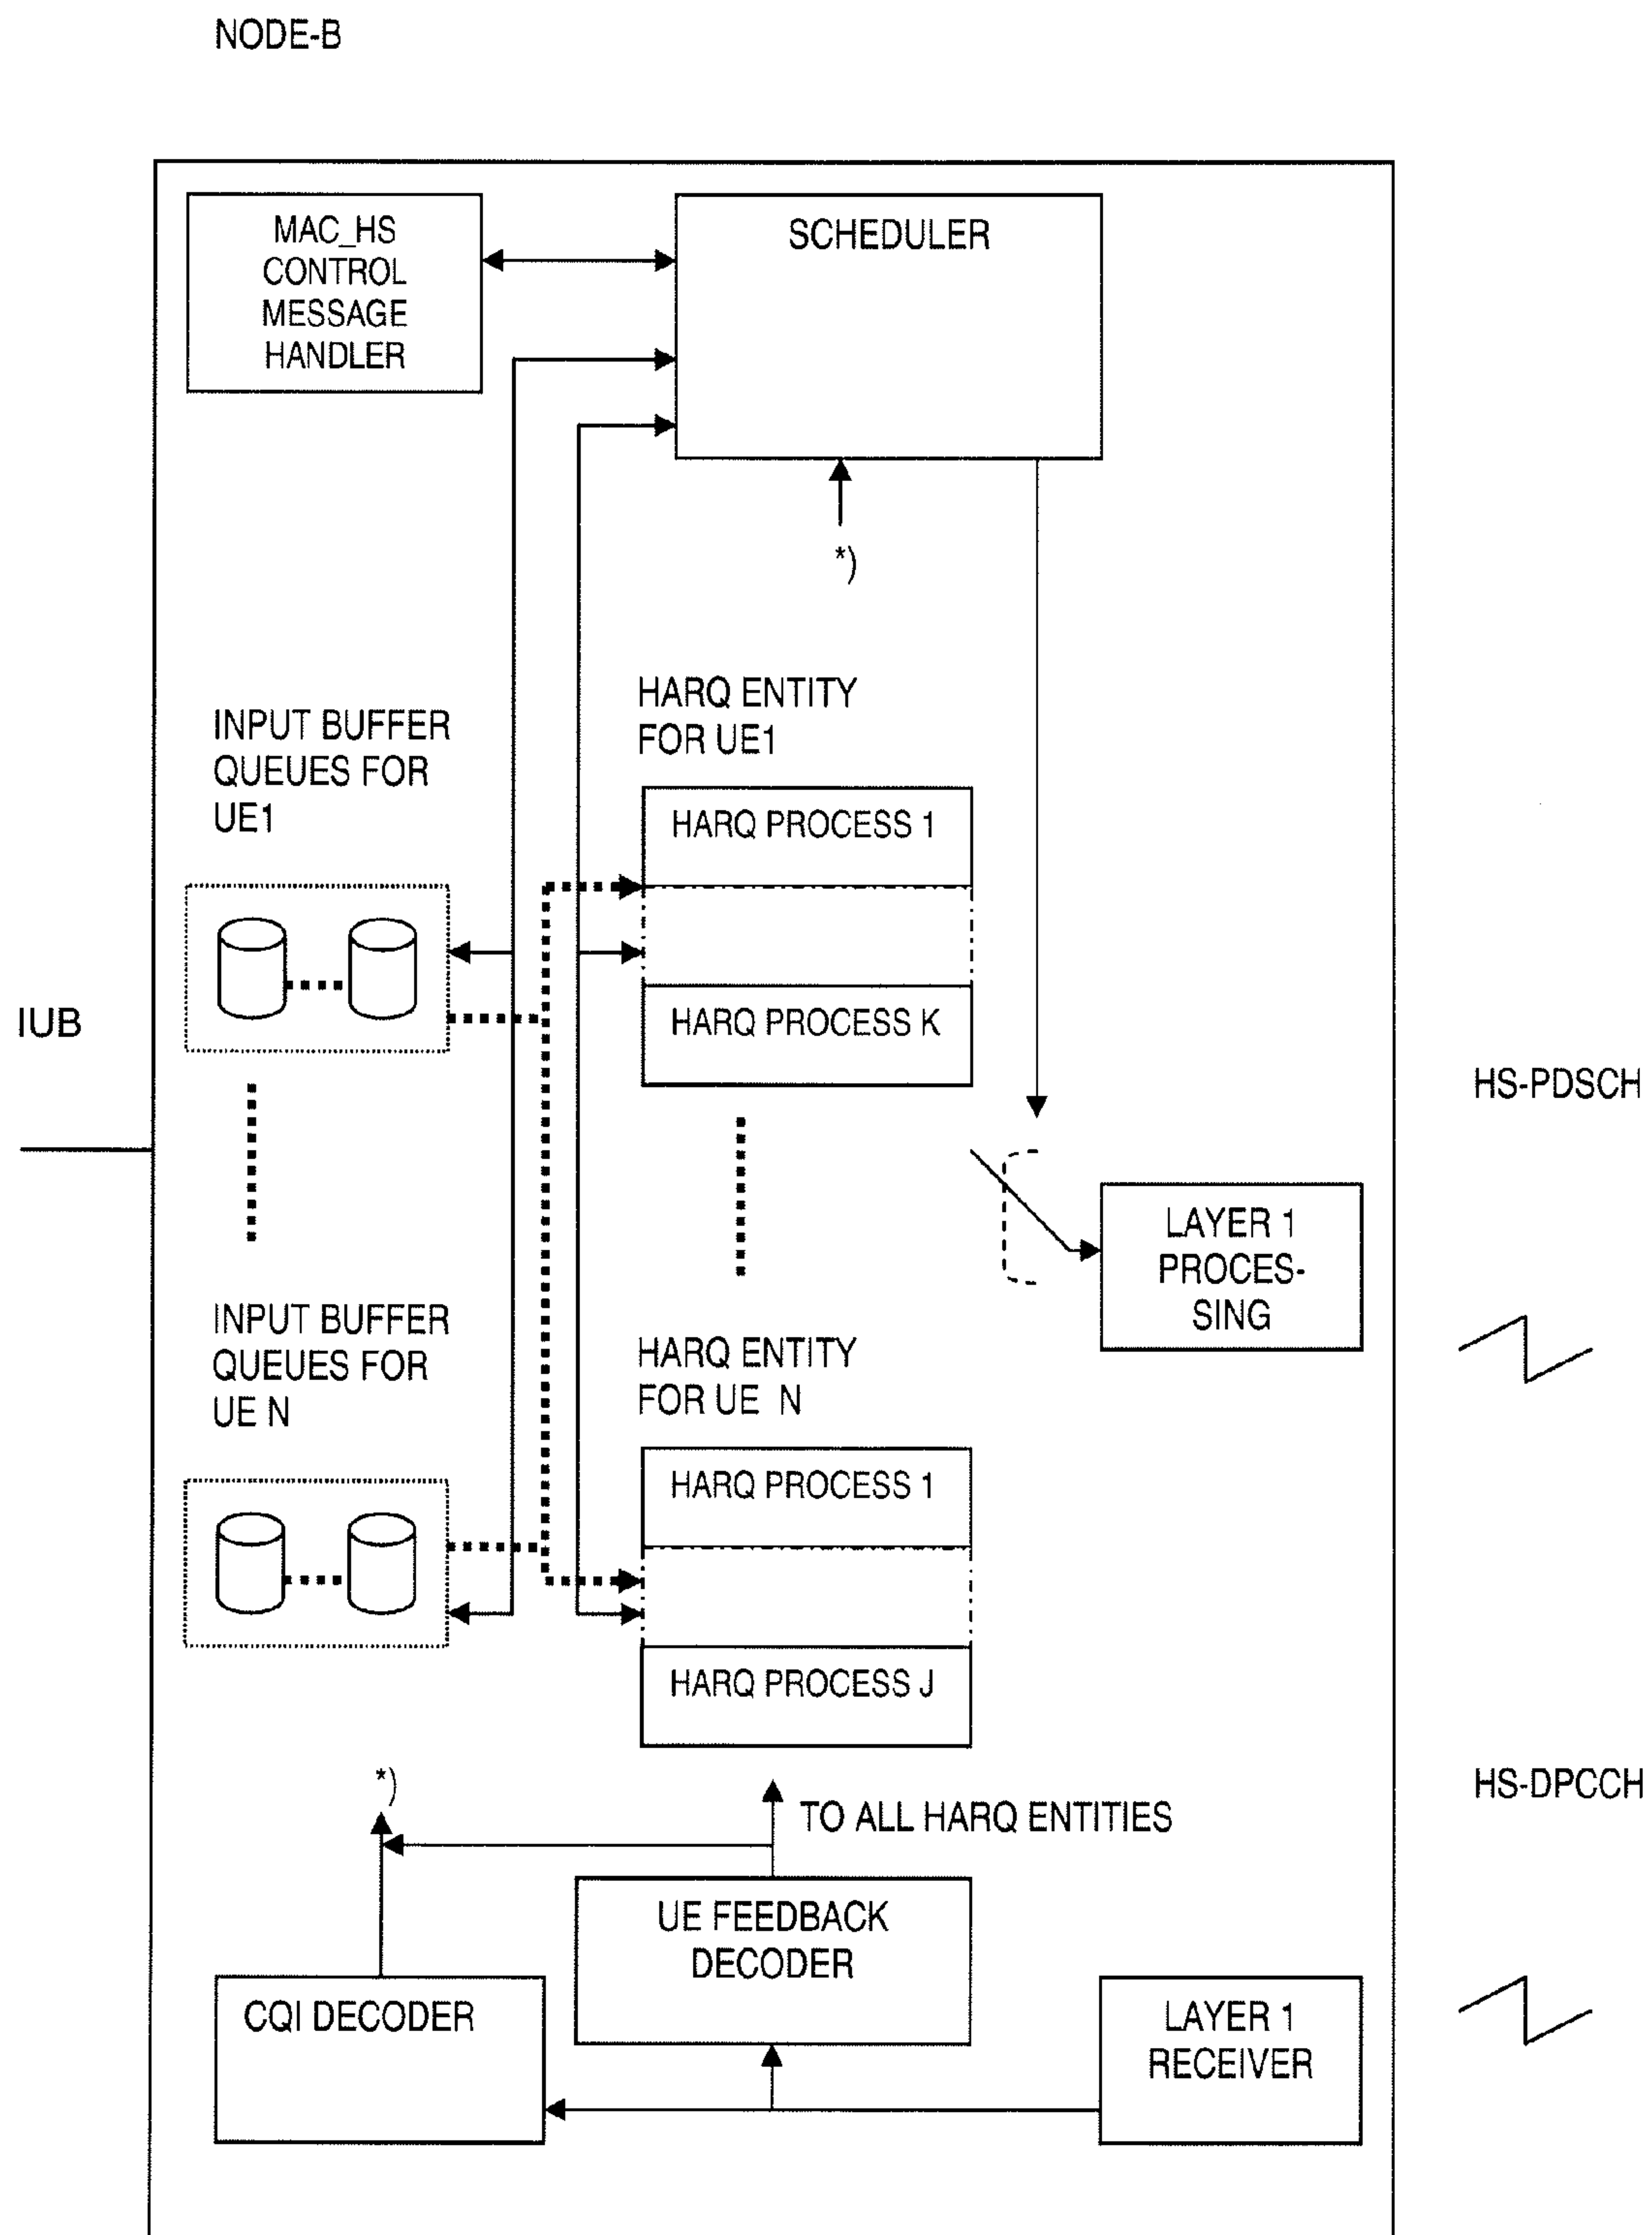 NODE-B
MAC_HS
CONTROL
MESSAGE
HANDLER
SCHEDULER
*)
HARQ ENTITY
FOR UE1
INPUT BUFFER
QUEUES FOR
UE1
HARQ PROCESS 1
HARQ PROCESS K
IUB
HS-PDSCH
LAYER 1
PROCES-
SING
INPUT BUFFER
QUEUES FOR
UE N
HARQ ENTITY
FOR UE N
HARQ PROCESS 1
HARQ PROCESS J
*)
TO ALL HARQ ENTITIES
HS-DPCCH
UE FEEDBACK
DECODER
CQI DECODER
LAYER 1
RECEIVER